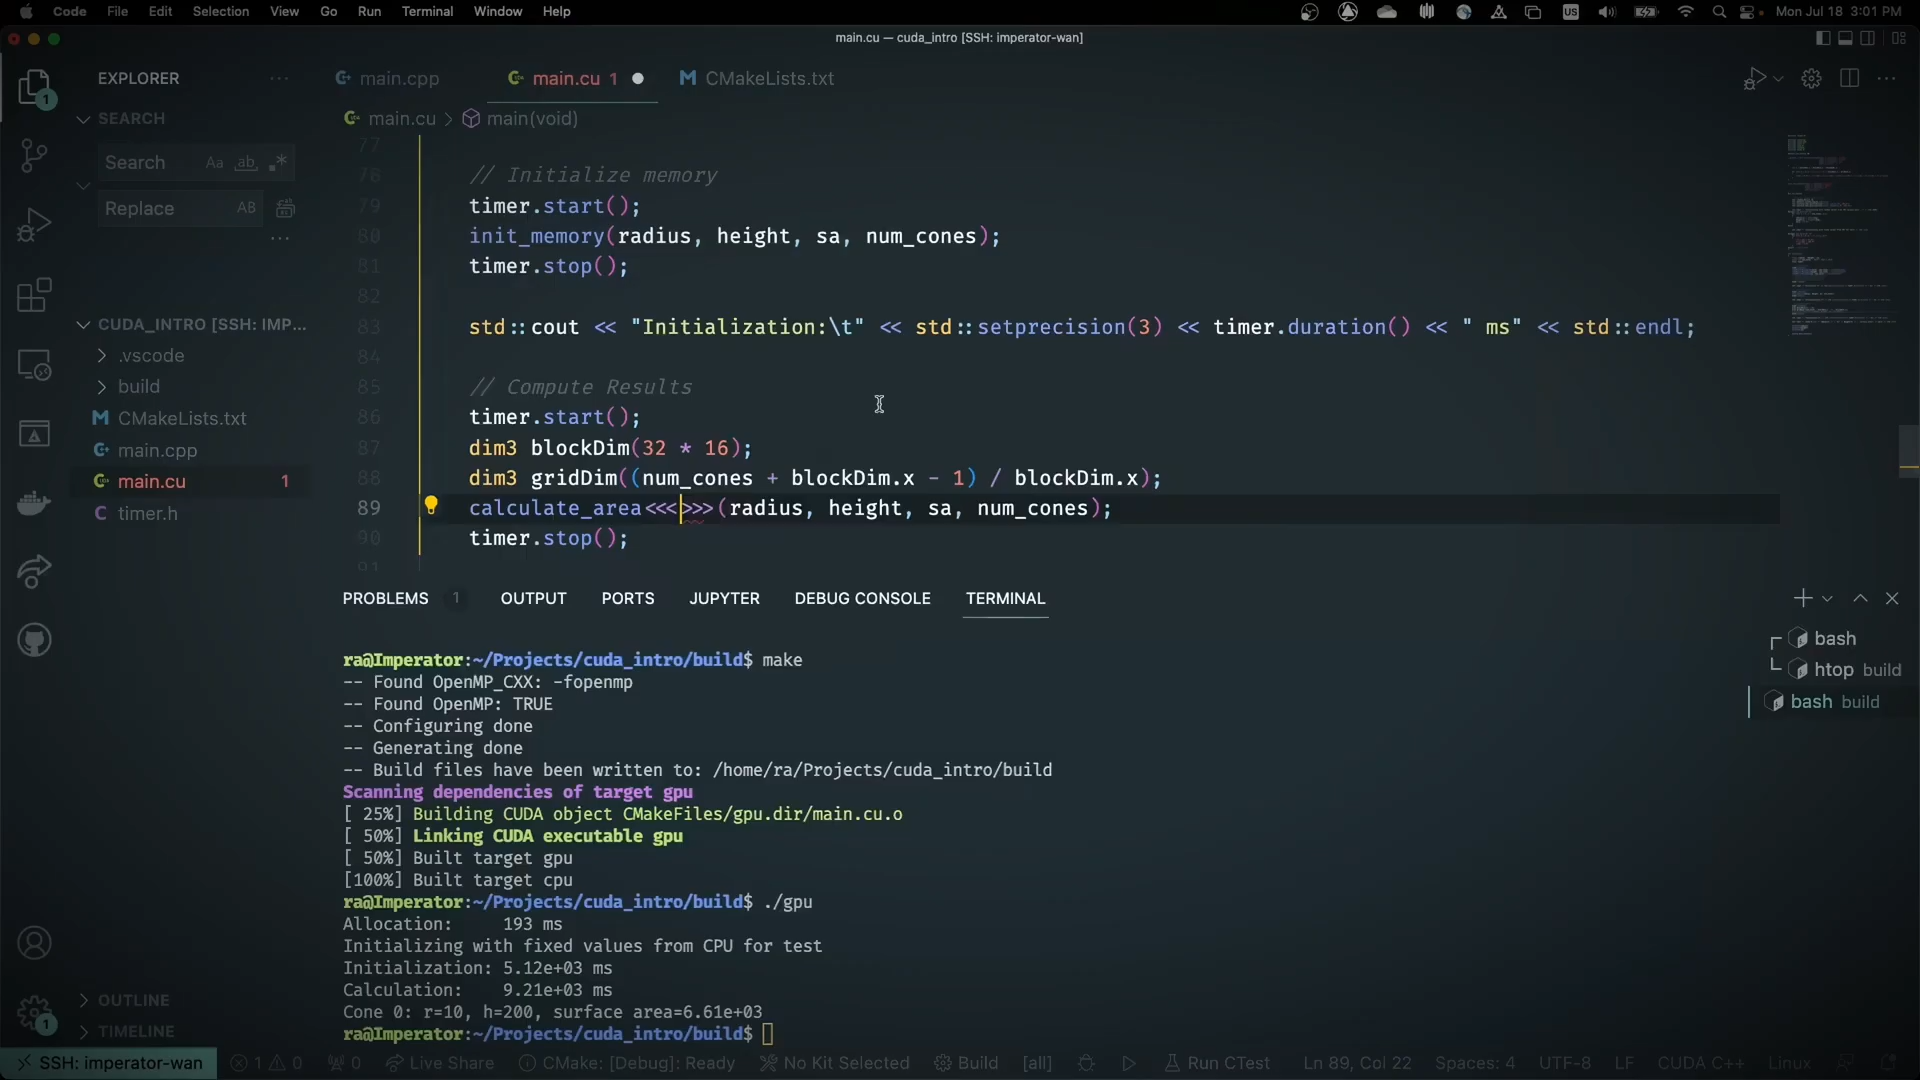 Code File Edit Selection View Go Run Terminal Window Help US Mon Jul 18 3:01 PM
main.cu — cuda_intro [SSH: imperator-wan]
EXPLORER
main.cpp
main.cu 1
CMakeLists.txt
SEARCH
main.cu > main(void)
Search Aa ab
Replace AB
CUDA_INTRO [SSH: IMP...
.vscode
build
CMakeLists.txt
main.cpp
main.cu 1
timer.h
OUTLINE
TIMELINE
1
1
77
78 // Initialize memory
79 timer.start();
80 init_memory(radius, height, sa, num_cones);
81 timer.stop();
82
83 std::cout << "Initialization:\t" << std::setprecision(3) << timer.duration() << " ms" << std::endl;
84
85 // Compute Results
86 timer.start();
87 dim3 blockDim(32 * 16);
88 dim3 gridDim((num_cones + blockDim.x - 1) / blockDim.x);
89 calculate_area<<<>>>(radius, height, sa, num_cones);
90 timer.stop();
91
PROBLEMS 1 OUTPUT PORTS JUPYTER DEBUG CONSOLE TERMINAL
bash
htop build
bash build
ra@Imperator:~/Projects/cuda_intro/build$ make
-- Found OpenMP_CXX: -fopenmp
-- Found OpenMP: TRUE
-- Configuring done
-- Generating done
-- Build files have been written to: /home/ra/Projects/cuda_intro/build
Scanning dependencies of target gpu
[ 25%] Building CUDA object CMakeFiles/gpu.dir/main.cu.o
[ 50%] Linking CUDA executable gpu
[ 50%] Built target gpu
[100%] Built target cpu
ra@Imperator:~/Projects/cuda_intro/build$ ./gpu
Allocation: 193 ms
Initializing with fixed values from CPU for test
Initialization: 5.12e+03 ms
Calculation: 9.21e+03 ms
Cone 0: r=10, h=200, surface area=6.61e+03
ra@Imperator:~/Projects/cuda_intro/build$
SSH: imperator-wan 1 0 0 Live Share CMake: [Debug]: Ready No Kit Selected Build [all] Run CTest Ln 89, Col 22 Spaces: 4 UTF-8 LF CUDA C++ Linux